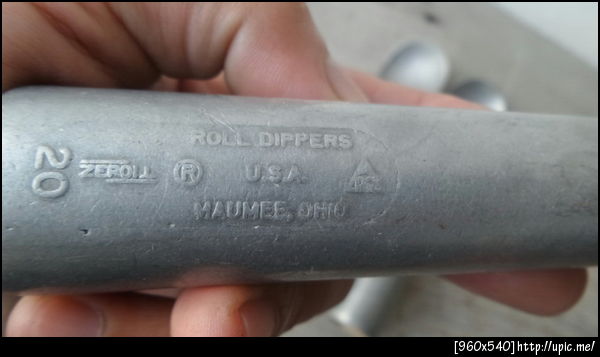 20 ZEROLL ® ROLL DIPPERS
U.S.A.
MAUMEE, OHIO
[960x540]http://upic.me/